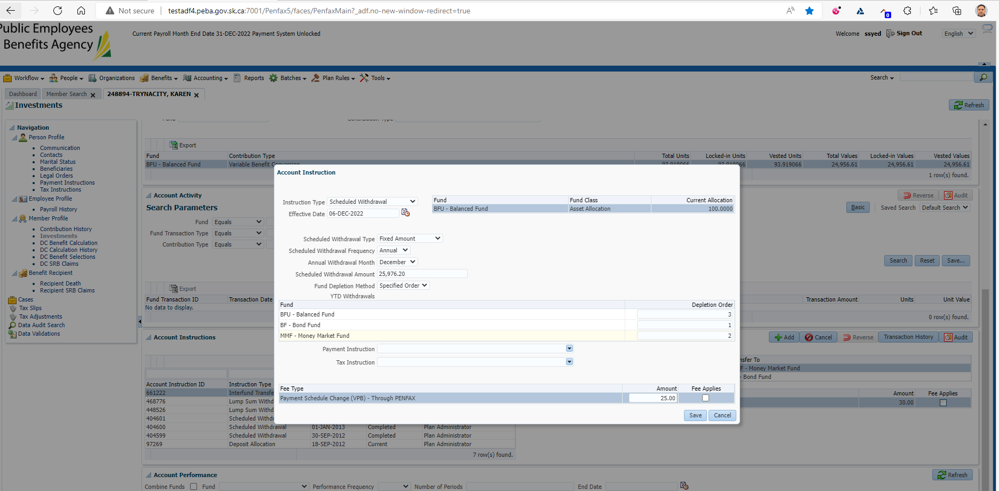 Not secure testadf4.peba.gov.sk.ca:7001/Penfax5/faces/PenfaxMain?_adf.no-new-window-redirect=true
0
Public Employees
Benefits Agency
Current Payroll Month End Date 31-DEC-2022 Payment System Unlocked
Welcome ssyed Sign Out English
Workflow People Organizations Benefits Accounting Reports Batches Plan Rules Tools Search
Dashboard Member Search 248894-TRYNACITY, KAREN
Investments Refresh
Navigation
Person Profile
Communication
Contacts
Marital Status
Beneficiaries
Legal Orders
Payment Instructions
Tax Instructions
Employee Profile
Payroll History
Member Profile
Contribution History
Investments
DC Benefit Calculation
DC Calculation History
DC Benefit Selections
DC SRB Claims
Benefit Recipient
Recipient Death
Recipient SRB Claims
Cases
Tax Slips
Tax Adjustments
Data Audit Search
Data Validations
Fund Contribution Type
Export
Fund Contribution Type Total Units Locked-in Units Vested Units Total Values Locked-in Values Vested Values
BFU - Balanced Fund Variable Benefit Conversion 93.919066 93.919066 93.919066 24,956.61 24,956.61 24,956.61
1 row(s) found.
Account Activity Reverse Audit
Search Parameters Basic Saved Search Default Search
Fund Equals
Fund Transaction Type Equals
Contribution Type Equals
Search Reset Save...
Export
Fund Transaction ID Transaction Date Transaction Amount Units Unit Value
No data to display.
0 row(s) found.
Account Instructions Add Cancel Reverse Transaction History Audit
nsfer To
F - Money Market Fund
- Bond Fund
Account Instruction ID Instruction Type
661222 Interfund Transfe
468776 Lump Sum Withd
448526 Lump Sum Withd
404601 Scheduled Withdr
404600 Scheduled Withdrawal 01-JAN-2013 Completed Plan Administrator
404599 Scheduled Withdrawal 30-SEP-2012 Completed Plan Administrator
97269 Deposit Allocation 18-SEP-2012 Current Plan Administrator
7 row(s) found.
Amount Fee Applies
30.00
Account Performance Refresh
Combine Funds Fund Performance Frequency Number of Periods End Date
Account Instruction
Instruction Type Scheduled Withdrawal
Effective Date 06-DEC-2022
Fund Fund Class Current Allocation
BFU - Balanced Fund Asset Allocation 100.0000
Scheduled Withdrawal Type Fixed Amount
Scheduled Withdrawal Frequency Annual
Annual Withdrawal Month December
Scheduled Withdrawal Amount 25,976.20
Fund Depletion Method Specified Order
YTD Withdrawals
Fund Depletion Order
BFU - Balanced Fund 3
BF - Bond Fund 1
MMF - Money Market Fund 2
Payment Instruction
Tax Instruction
Fee Type Amount Fee Applies
Payment Schedule Change (VPB) - Through PENFAX 25.00
Save Cancel